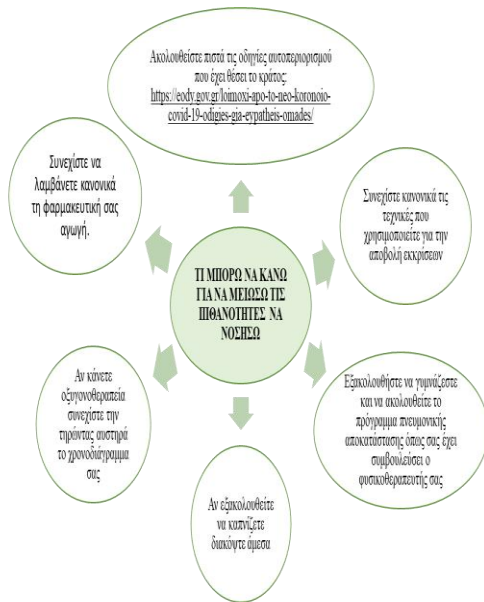 Ακολουθείστε πιστά τις οδηγίες αυτοπεριορισμού
που έχει θέσει το κράτος:
https://eody.gov.gr/loimoxi-apo-to-neo-koronoio-
covid-19-odigies-gia-eypatheis-omades/
Συνεχίστε να
λαμβάνετε κανονικά
τη φαρμακευτική σας
αγωγή.
Συνεχίστε κανονικά τις
τεχνικές που
χρησιμοποιείτε για την
αποβολή εκκρίσεων
ΤΙ ΜΠΟΡΩ ΝΑ ΚΑΝΩ
ΓΙΑ ΝΑ ΜΕΙΩΣΩ ΤΙΣ
ΠΙΘΑΝΟΤΗΤΕΣ ΝΑ
ΝΟΣΗΣΩ
Αν κάνετε
οξυγονοθεραπεία
συνεχίστε την
τηρώντας αυστηρά
το χρονοδιάγραμμα
σας
Εξακολουθήστε να γυμνάζεστε
και να ακολουθείτε το
πρόγραμμα πνευμονικής
αποκατάστασης όπως σας έχει
συμβουλεύσει ο
φυσικοθεραπευτής σας
Αν εξακολουθείτε
να καπνίζετε
διακόψτε άμεσα